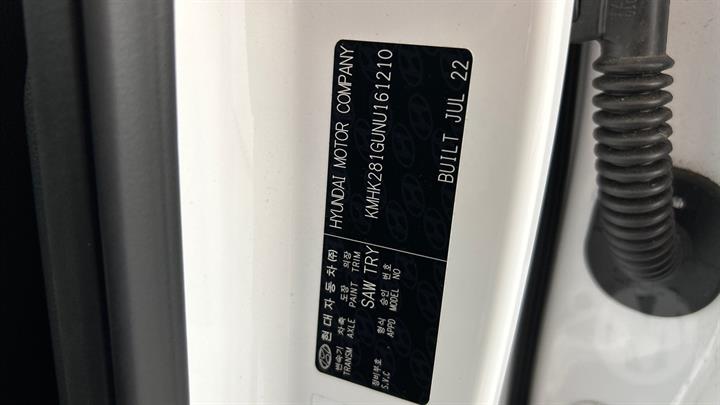 현대자동차(주) HYUNDAI MOTOR COMPANY
변속기 차축 도장 의장
TRANSM AXLE PAINT TRIM
KMHK281GUNU161210
SAW TRY
장비부호 형식 승인 번호
S.V.C APPD MODEL NO
BUILT JUL 22